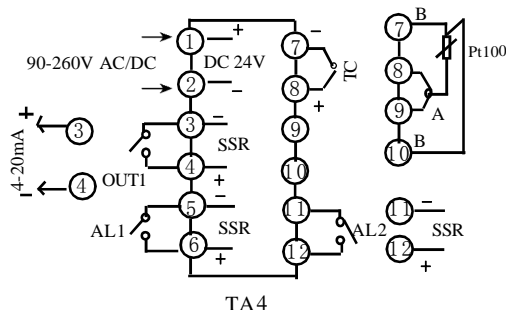 90-260V AC/DC
1
+
DC 24V
2
-
+
4-20mA
-
3
4
3
-
SSR
4
+
OUT1
5
-
SSR
AL1
6
+
7
-
8
+
TC
9
10
11
AL2
12
7
B
8
9
A
10
B
Pt100
11
-
SSR
12
+
TA4